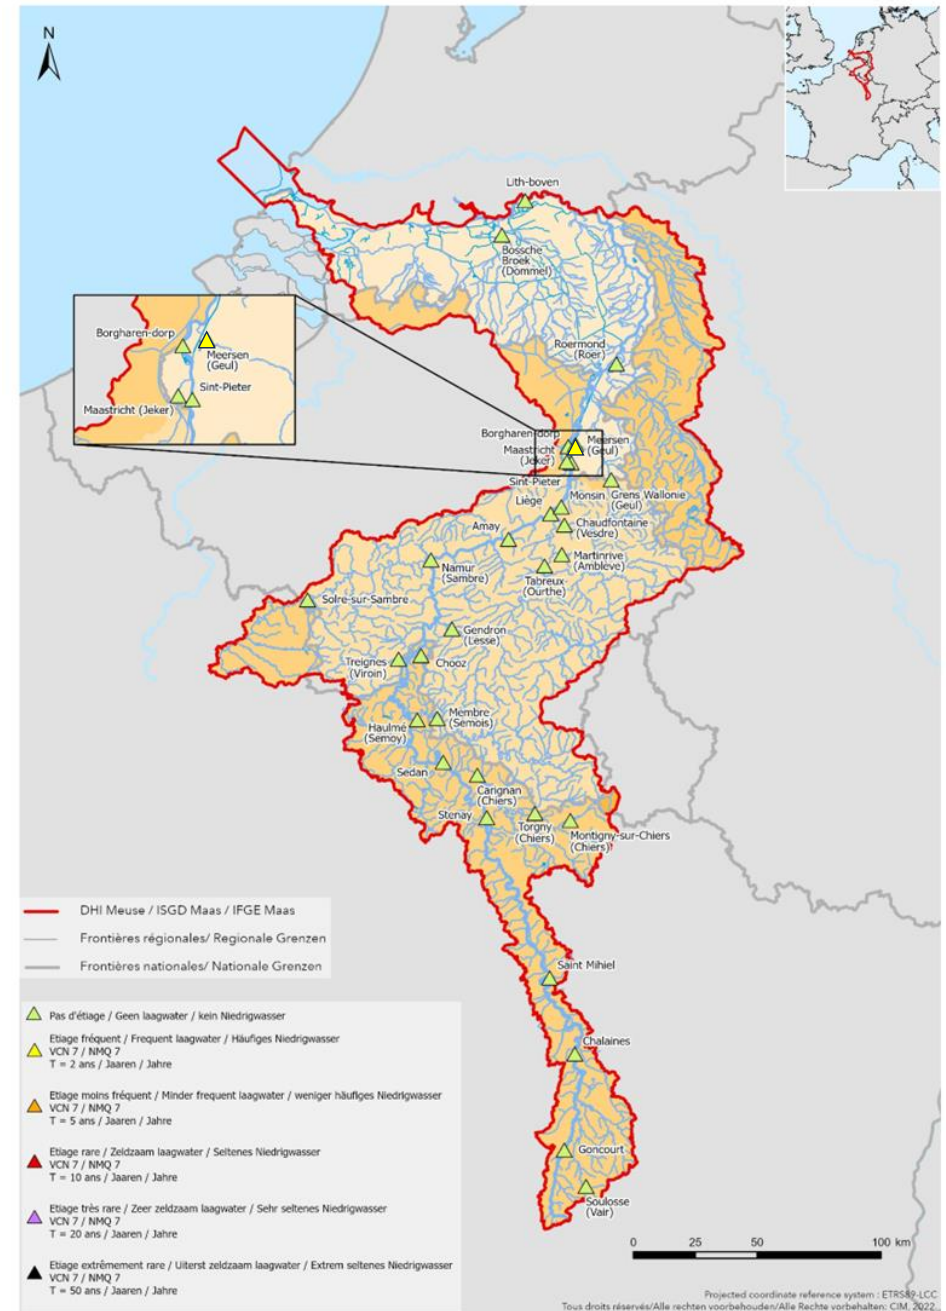 N
Lith-boven
Bossche
Broek
(Dommel)
Borgharen-dorp
Meersen
(Geul)
Sint-Pieter
Maastricht (Jeker)
Roermond
(Roer)
Borgharen-dorp
Meersen
(Geul)
Maastricht
(Jeker)
Sint-Pieter
Monsin
Grens Wallonie
(Geul)
Liège
Chaudfontaine
(Vesdre)
Amay
Martinrive
(Amblève)
Namur
(Sambre)
Tabreux
(Ourthe)
Solre-sur-Sambre
Gendron
(Lesse)
Treignes
(Viroin)
Chooz
Membre
(Semois)
Haulmé
(Semoy)
Sedan
Carignan
(Chiers)
Stenay
Torgny
(Chiers)
Montigny-sur-Chiers
(Chiers)
DHI Meuse / ISGD Maas / IFGE Maas
Frontières régionales/ Regionale Grenzen
Frontières nationales/ Nationale Grenzen
Saint Mihiel
Chalaines
Goncourt
Soulosse
(Vair)
Pas d'étiage / Geen laagwater / kein Niedrigwasser
Etiage fréquent / Frequent laagwater / Häufiges Niedrigwasser
VCN 7 / NMQ 7
T = 2 ans / Jaaren / Jahre
Etiage moins fréquent / Minder frequent laagwater / weniger häufiges Niedrigwasser
VCN 7 / NMQ 7
T = 5 ans / Jaaren / Jahre
Etiage rare / Zeldzaam laagwater / Seltenes Niedrigwasser
VCN 7 / NMQ 7
T = 10 ans / Jaaren / Jahre
Etiage très rare / Zeer zeldzaam laagwater / Sehr seltenes Niedrigwasser
VCN 7 / NMQ 7
T = 20 ans / Jaaren / Jahre
Etiage extrêmement rare / Uiterst zeldzaam laagwater / Extrem seltenes Niedrigwasser
VCN 7 / NMQ 7
T = 50 ans / Jaaren / Jahre
0 25 50 100 km
Projected coordinate reference system : ETRS89-LCC
Tous droits réservés/Alle rechten voorbehouden/Alle Rechte vorbehalten: CIM,